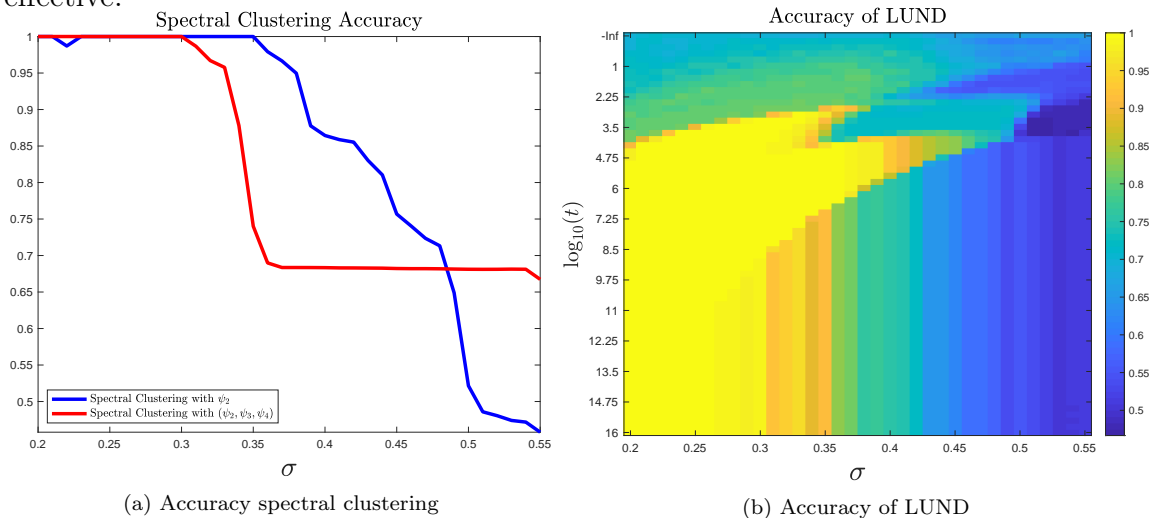 effective.
Spectral Clustering Accuracy
1
0.95
0.9
0.85
0.8
0.75
0.7
0.65
0.6
0.55
0.5
Spectral Clustering with ψ₂
Spectral Clustering with (ψ₂, ψ₃, ψ₄)
0.2 0.25 0.3 0.35 0.4 0.45 0.5 0.55
σ
(a) Accuracy spectral clustering
Accuracy of LUND
log₁₀(t)
-Inf
1
2.25
3.5
4.75
6
7.25
8.5
9.75
11
12.25
13.5
14.75
16
0.2 0.25 0.3 0.35 0.4 0.45 0.5 0.55
σ
1
0.95
0.9
0.85
0.8
0.75
0.7
0.65
0.6
0.55
0.5
(b) Accuracy of LUND